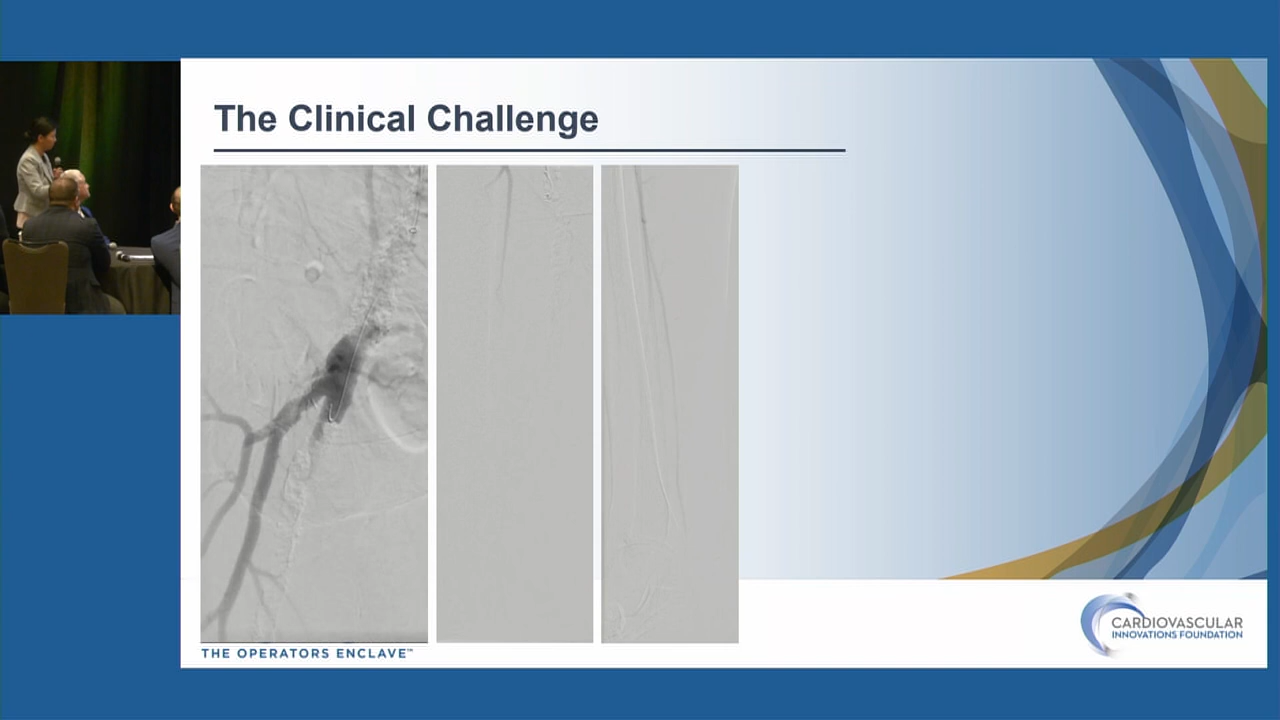 The Clinical Challenge
THE OPERATORS ENCLAVE™
CARDIOVASCULAR
INNOVATIONS FOUNDATION